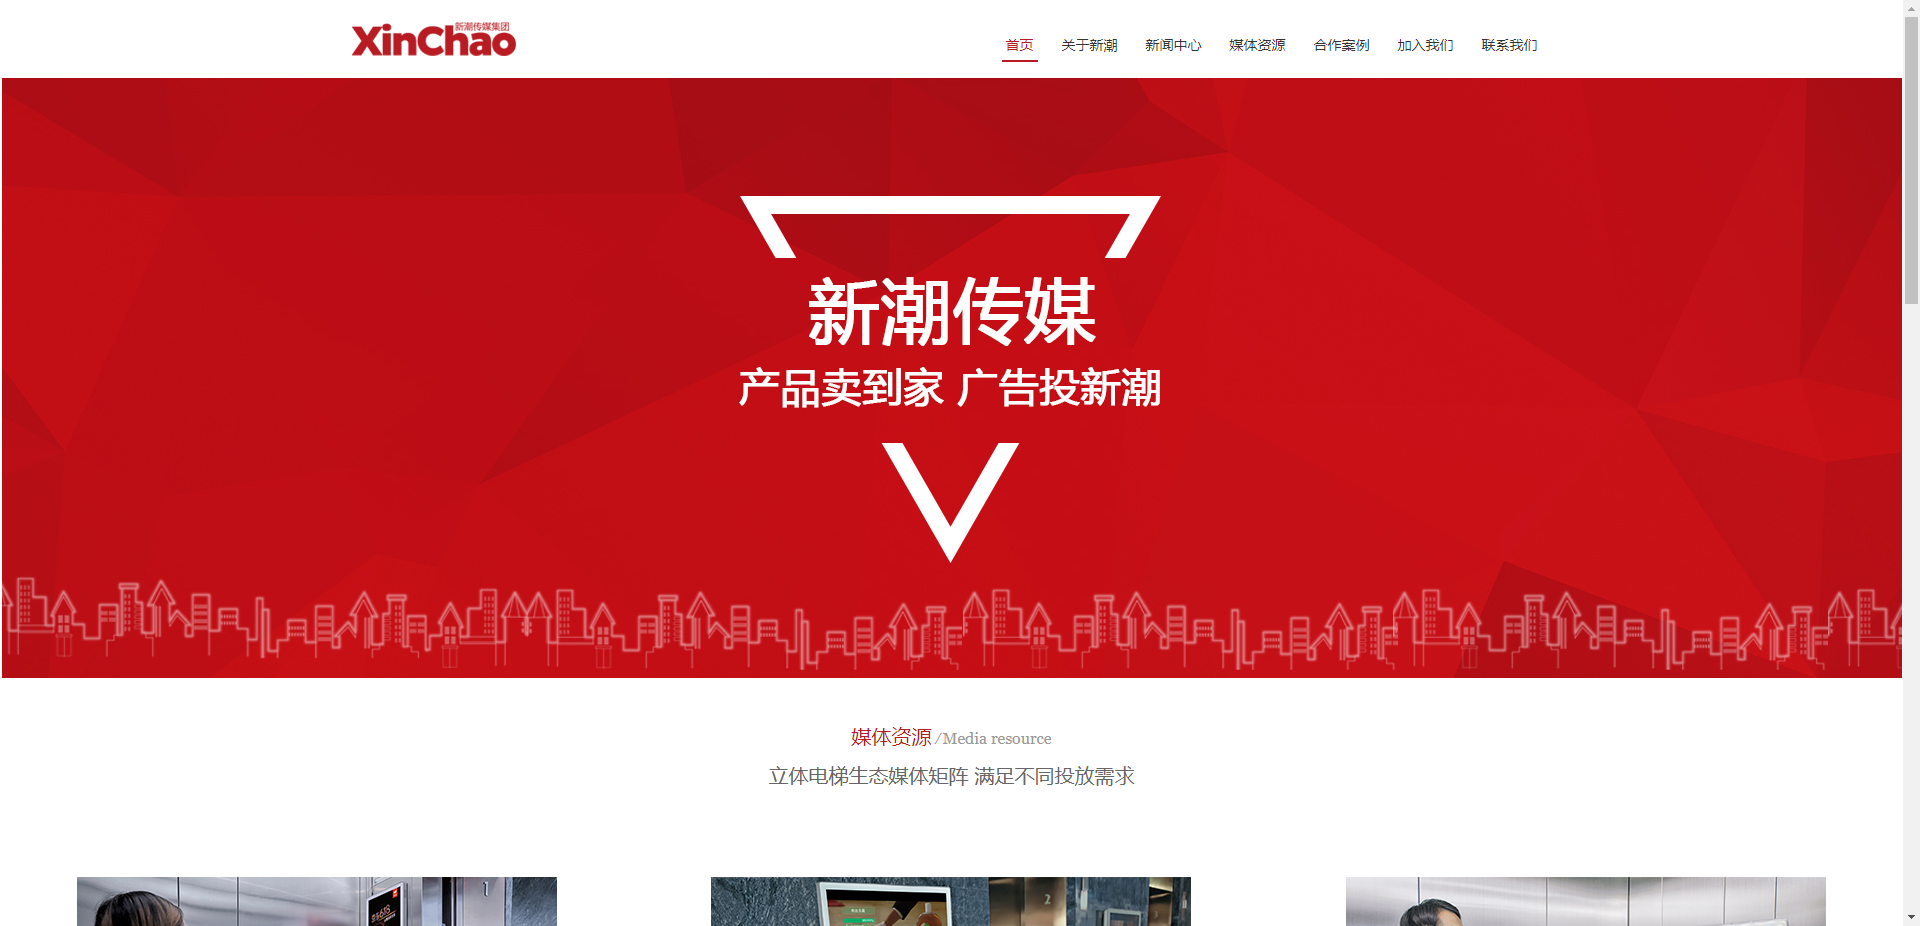 新潮传媒集团
XinChao
首页 关于新潮 新闻中心 媒体资源 合作案例 加入我们 联系我们
新潮传媒
产品卖到家 广告投新潮
媒体资源 /Media resource
立体电梯生态媒体矩阵 满足不同投放需求
1
2